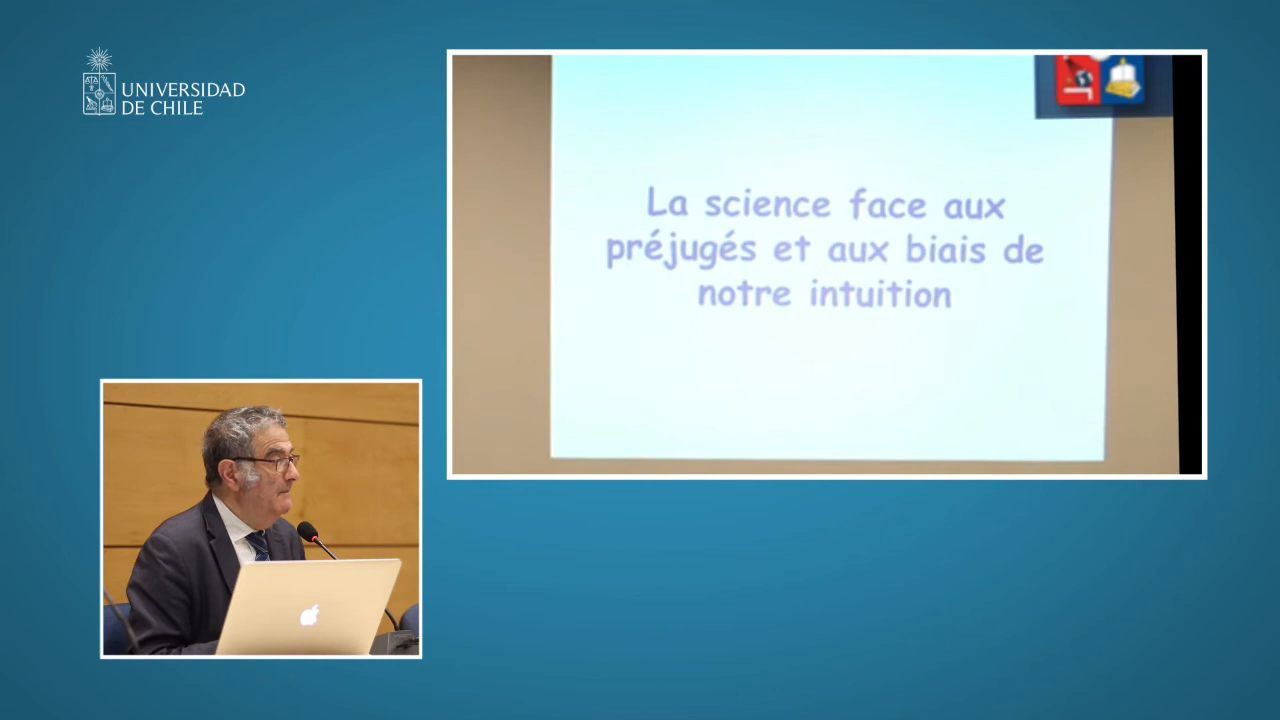 UNIVERSIDAD
DE CHILE
La science face aux
préjugés et aux biais de
notre intuition